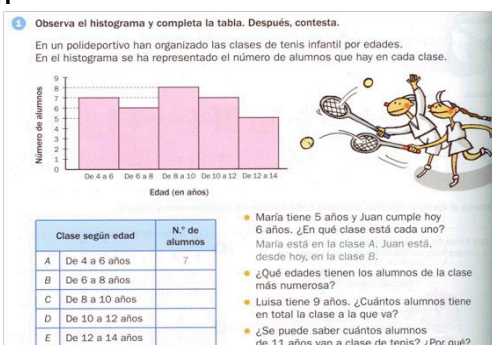 1 Observa el histograma y completa la tabla. Después, contesta.
En un polideportivo han organizado las clases de tenis infantil por edades.
En el histograma se ha representado el número de alumnos que hay en cada clase.
Número de alumnos
9
8
7
6
5
4
3
2
1
0
De 4 a 6 De 6 a 8 De 8 a 10 De 10 a 12 De 12 a 14
Edad (en años)
Clase según edad N.º de alumnos
A De 4 a 6 años 7
B De 6 a 8 años
C De 8 a 10 años
D De 10 a 12 años
E De 12 a 14 años
María tiene 5 años y Juan cumple hoy
6 años. ¿En qué clase está cada uno?
María está en la clase A. Juan está,
desde hoy, en la clase B.
¿Qué edades tienen los alumnos de la clase
más numerosa?
Luisa tiene 9 años. ¿Cuántos alumnos tiene
en total la clase a la que va?
¿Se puede saber cuántos alumnos
de 11 años van a clase de tenis? ¿Por qué?